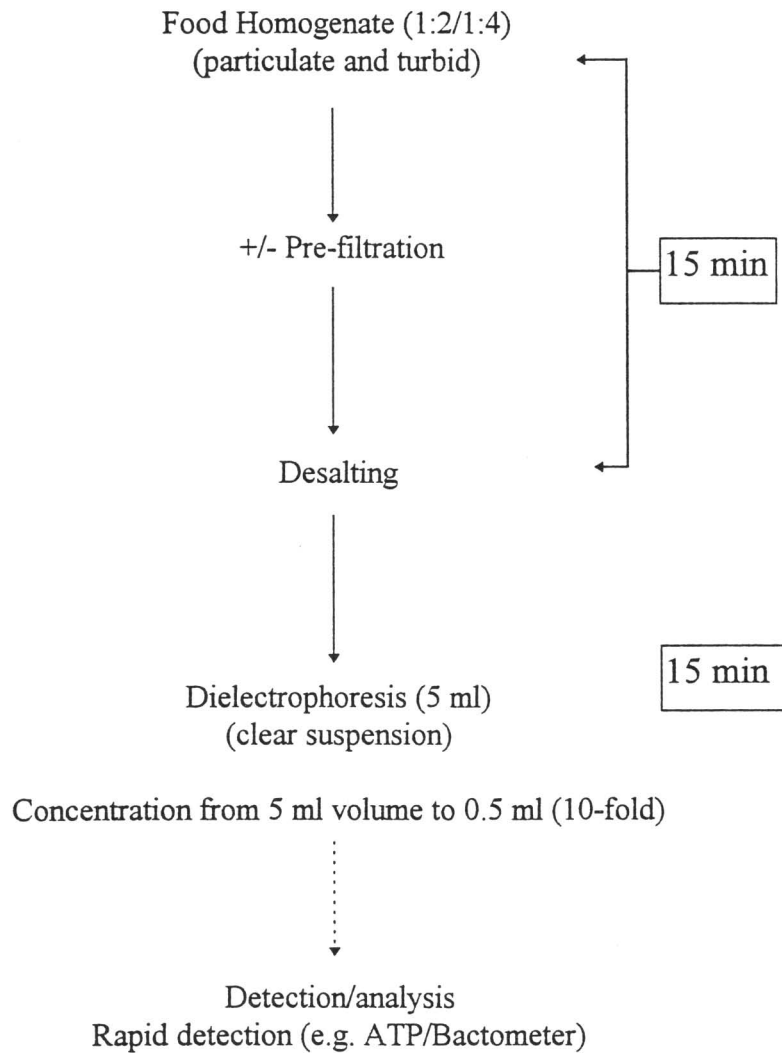 Food Homogenate (1:2/1:4)
(particulate and turbid)
+/- Pre-filtration
15 min
Desalting
15 min
Dielectrophoresis (5 ml)
(clear suspension)
Concentration from 5 ml volume to 0.5 ml (10-fold)
Detection/analysis
Rapid detection (e.g. ATP/Bactometer)